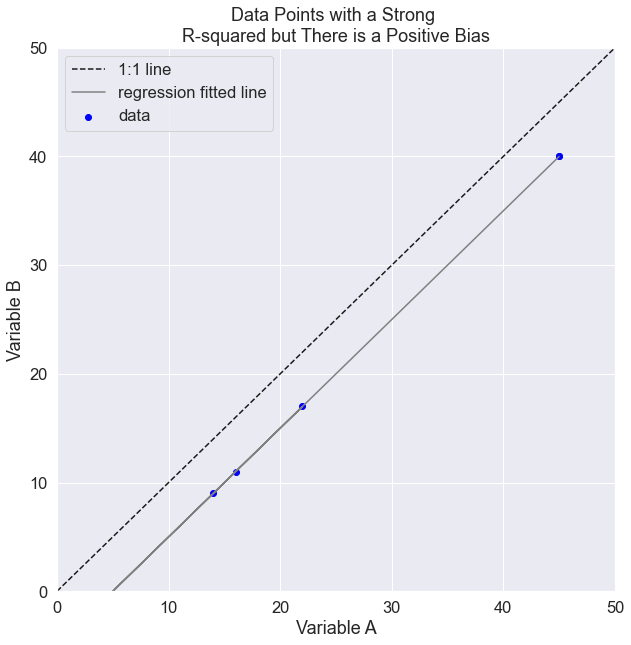 Data Points with a Strong
R-squared but There is a Positive Bias
1:1 line
regression fitted line
data
50
40
30
20
10
0
Variable B
0 10 20 30 40 50
Variable A